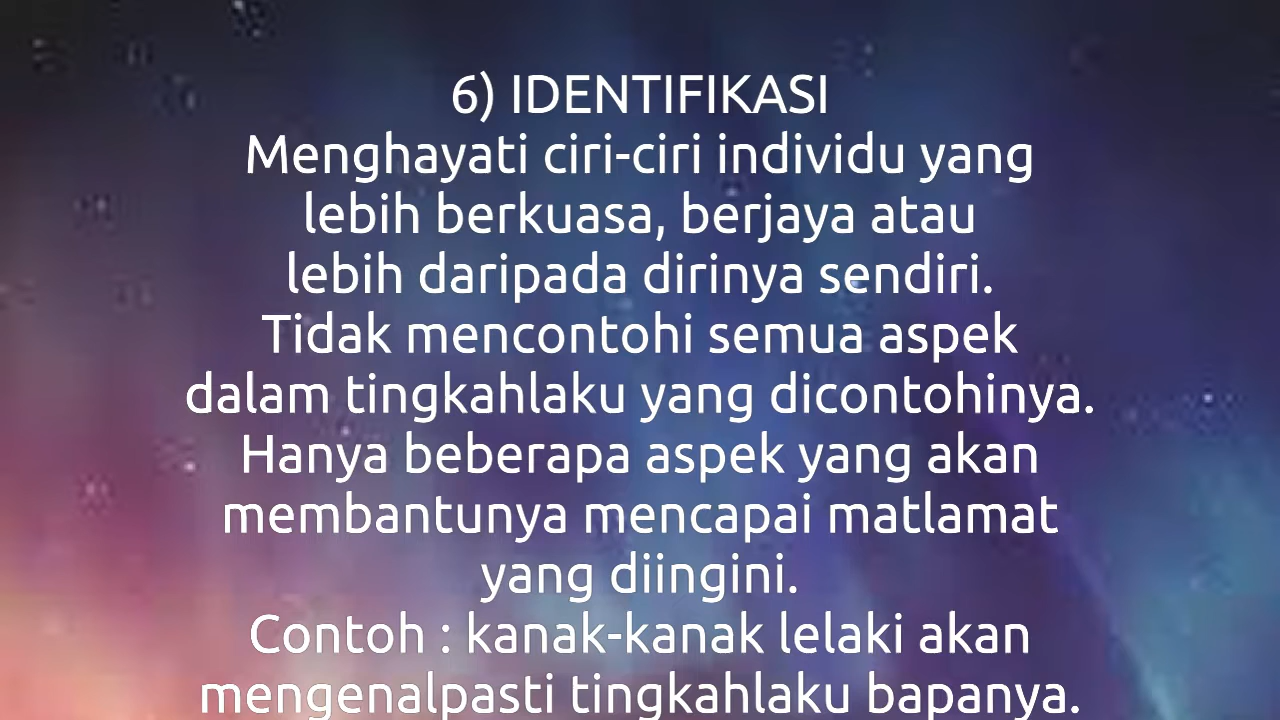 6) IDENTIFIKASI
Menghayati ciri-ciri individu yang
lebih berkuasa, berjaya atau
lebih daripada dirinya sendiri.
Tidak mencontohi semua aspek
dalam tingkahlaku yang dicontohinya.
Hanya beberapa aspek yang akan
membantunya mencapai matlamat
yang diingini.
Contoh : kanak-kanak lelaki akan
mengenalpasti tingkahlaku bapanya.